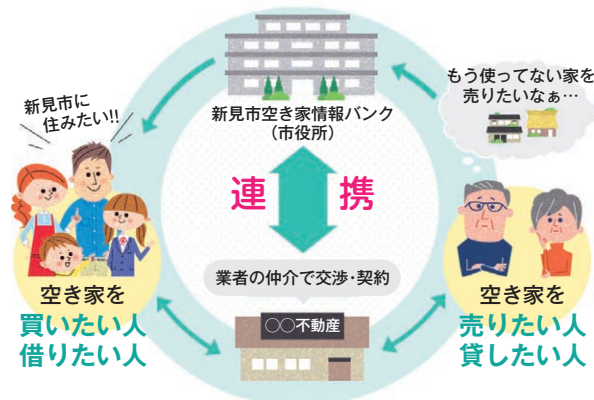 新見市空き家情報バンク
(市役所)
新見市に
住みたい!!
もう使ってない家を
売りたいなぁ…
連携
業者の仲介で交渉・契約
〇〇不動産
空き家を
買いたい人
借りたい人
空き家を
売りたい人
貸したい人